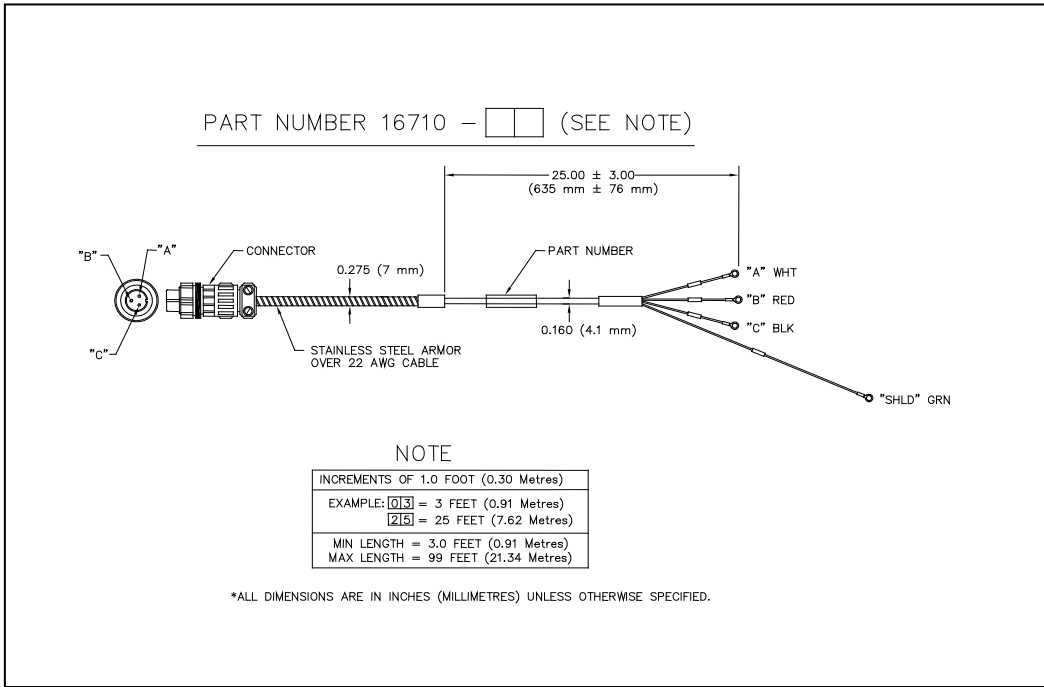 PART NUMBER 16710 – (SEE NOTE)
25.00 ± 3.00
(635 mm ± 76 mm)
"B"
"A"
CONNECTOR
0.275 (7 mm)
PART NUMBER
"A" WHT
"B" RED
"C" BLK
0.160 (4.1 mm)
"C"
STAINLESS STEEL ARMOR
OVER 22 AWG CABLE
"SHLD" GRN
NOTE
INCREMENTS OF 1.0 FOOT (0.30 Metres)
EXAMPLE: 03 = 3 FEET (0.91 Metres)
25 = 25 FEET (7.62 Metres)
MIN LENGTH = 3.0 FEET (0.91 Metres)
MAX LENGTH = 99 FEET (21.34 Metres)
*ALL DIMENSIONS ARE IN INCHES (MILLIMETRES) UNLESS OTHERWISE SPECIFIED.